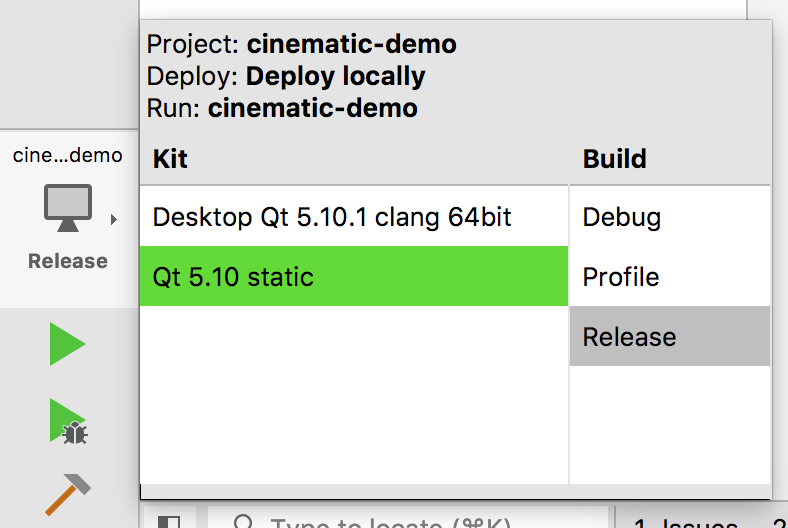 Project: cinematic-demo
Deploy: Deploy locally
Run: cinematic-demo
cine...demo
Release
Kit
Build
Desktop Qt 5.10.1 clang 64bit
Debug
Qt 5.10 static
Profile
Release
Type to locate (⌘K)
1 Issues 2